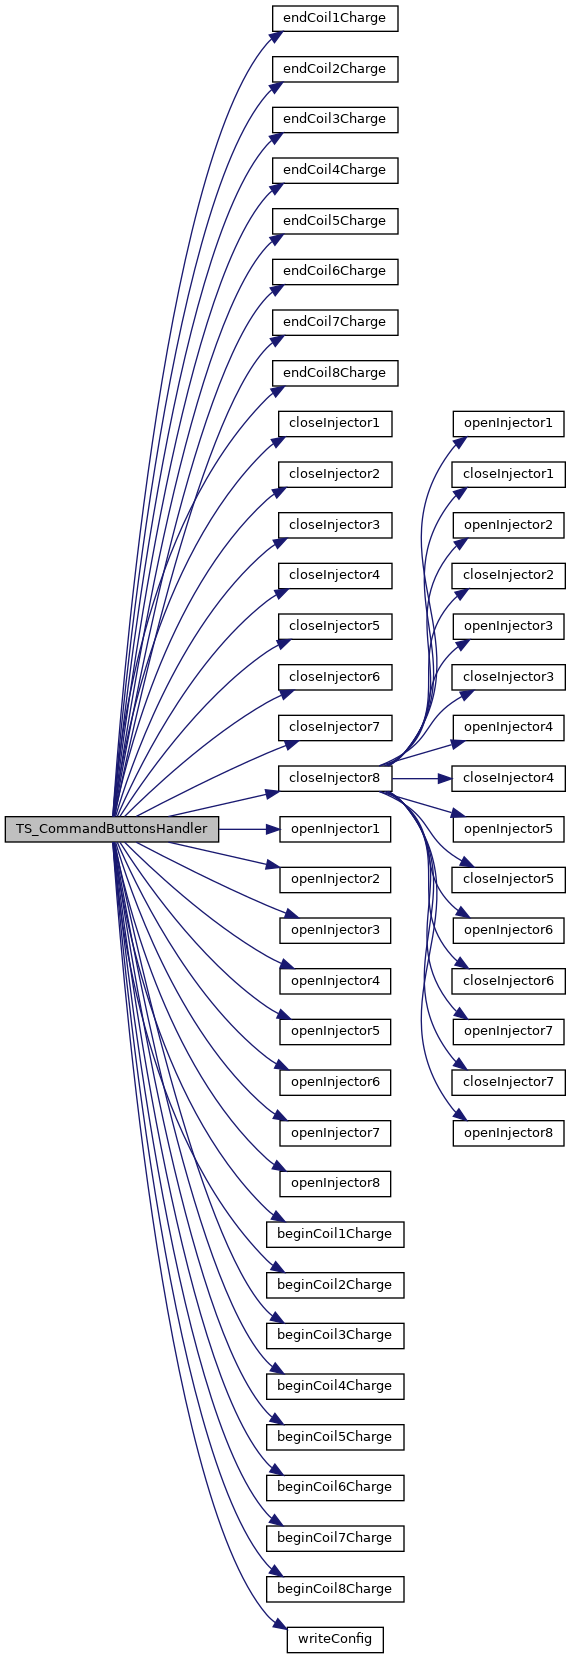 endCoil1Charge
endCoil2Charge
endCoil3Charge
endCoil4Charge
endCoil5Charge
endCoil6Charge
endCoil7Charge
endCoil8Charge
closeInjector1
closeInjector2
closeInjector3
closeInjector4
closeInjector5
closeInjector6
closeInjector7
closeInjector8
TS_CommandButtonsHandler
openInjector1
openInjector2
openInjector3
openInjector4
openInjector5
openInjector6
openInjector7
openInjector8
beginCoil1Charge
beginCoil2Charge
beginCoil3Charge
beginCoil4Charge
beginCoil5Charge
beginCoil6Charge
beginCoil7Charge
beginCoil8Charge
writeConfig
openInjector1
closeInjector1
openInjector2
closeInjector2
openInjector3
closeInjector3
openInjector4
closeInjector4
openInjector5
closeInjector5
openInjector6
closeInjector6
openInjector7
closeInjector7
openInjector8